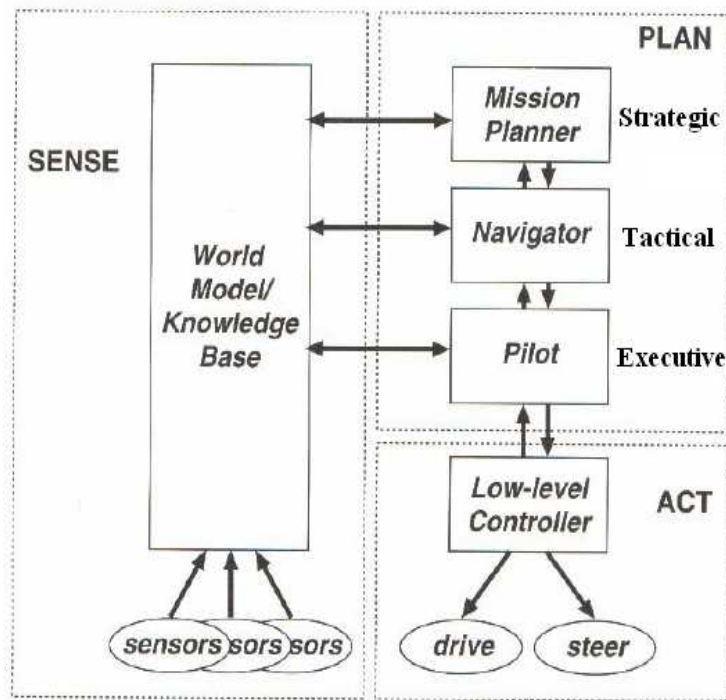 SENSE
World
Model/
Knowledge
Base
sensors sors sors
PLAN
Mission
Planner
Strategic
Navigator
Tactical
Pilot
Executive
Low-level
Controller
ACT
drive
steer